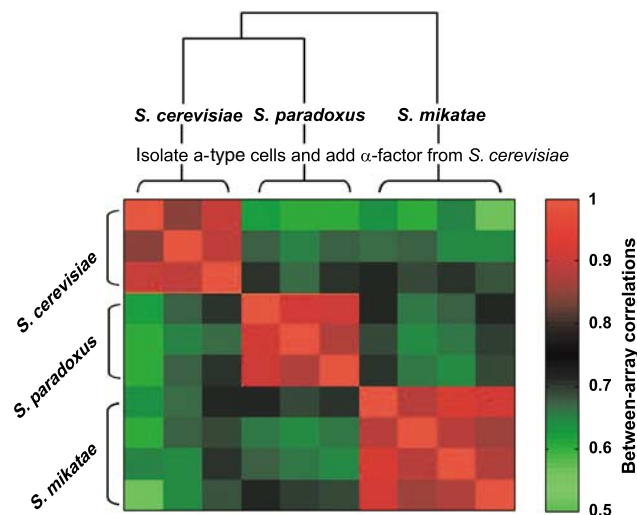 S. cerevisiae S. paradoxus S. mikatae
Isolate a-type cells and add α-factor from S. cerevisiae
S. cerevisiae
S. paradoxus
S. mikatae
1
0.9
0.8
0.7
0.6
0.5
Between-array correlations